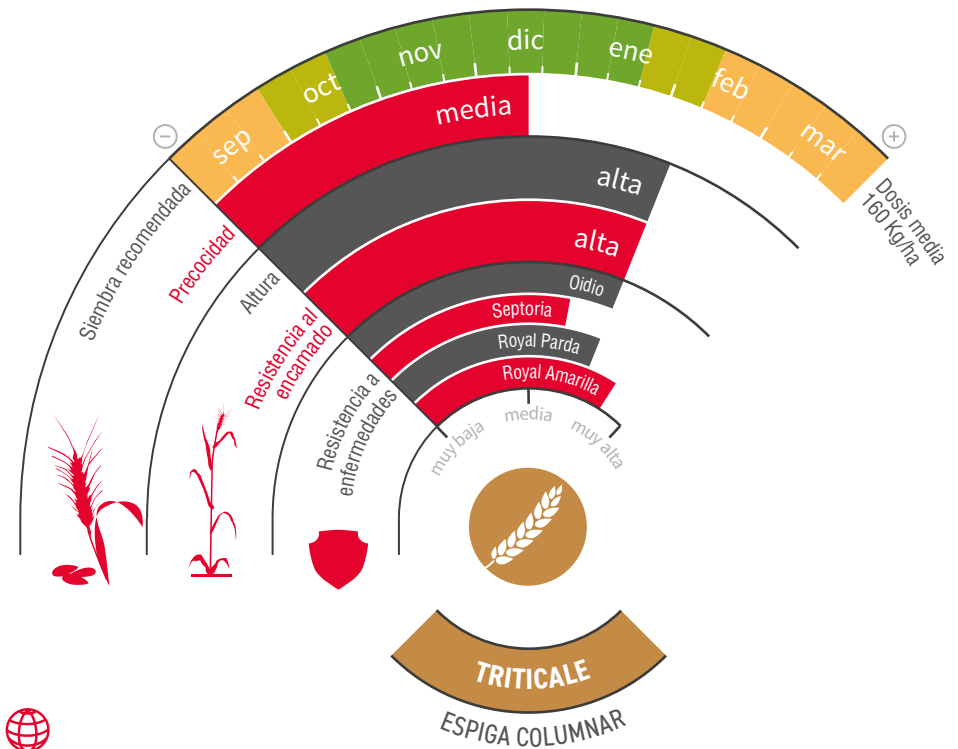 sep
oct
nov
dic
ene
feb
mar
−
+
Dosis media
160 Kg/ha
Siembra recomendada
Precocidad
media
Altura
alta
Resistencia al
encamado
alta
Resistencia a
enfermedades
Oidio
Septoria
Royal Parda
Royal Amarilla
muy baja
media
muy alta
TRITICALE
ESPIGA COLUMNAR